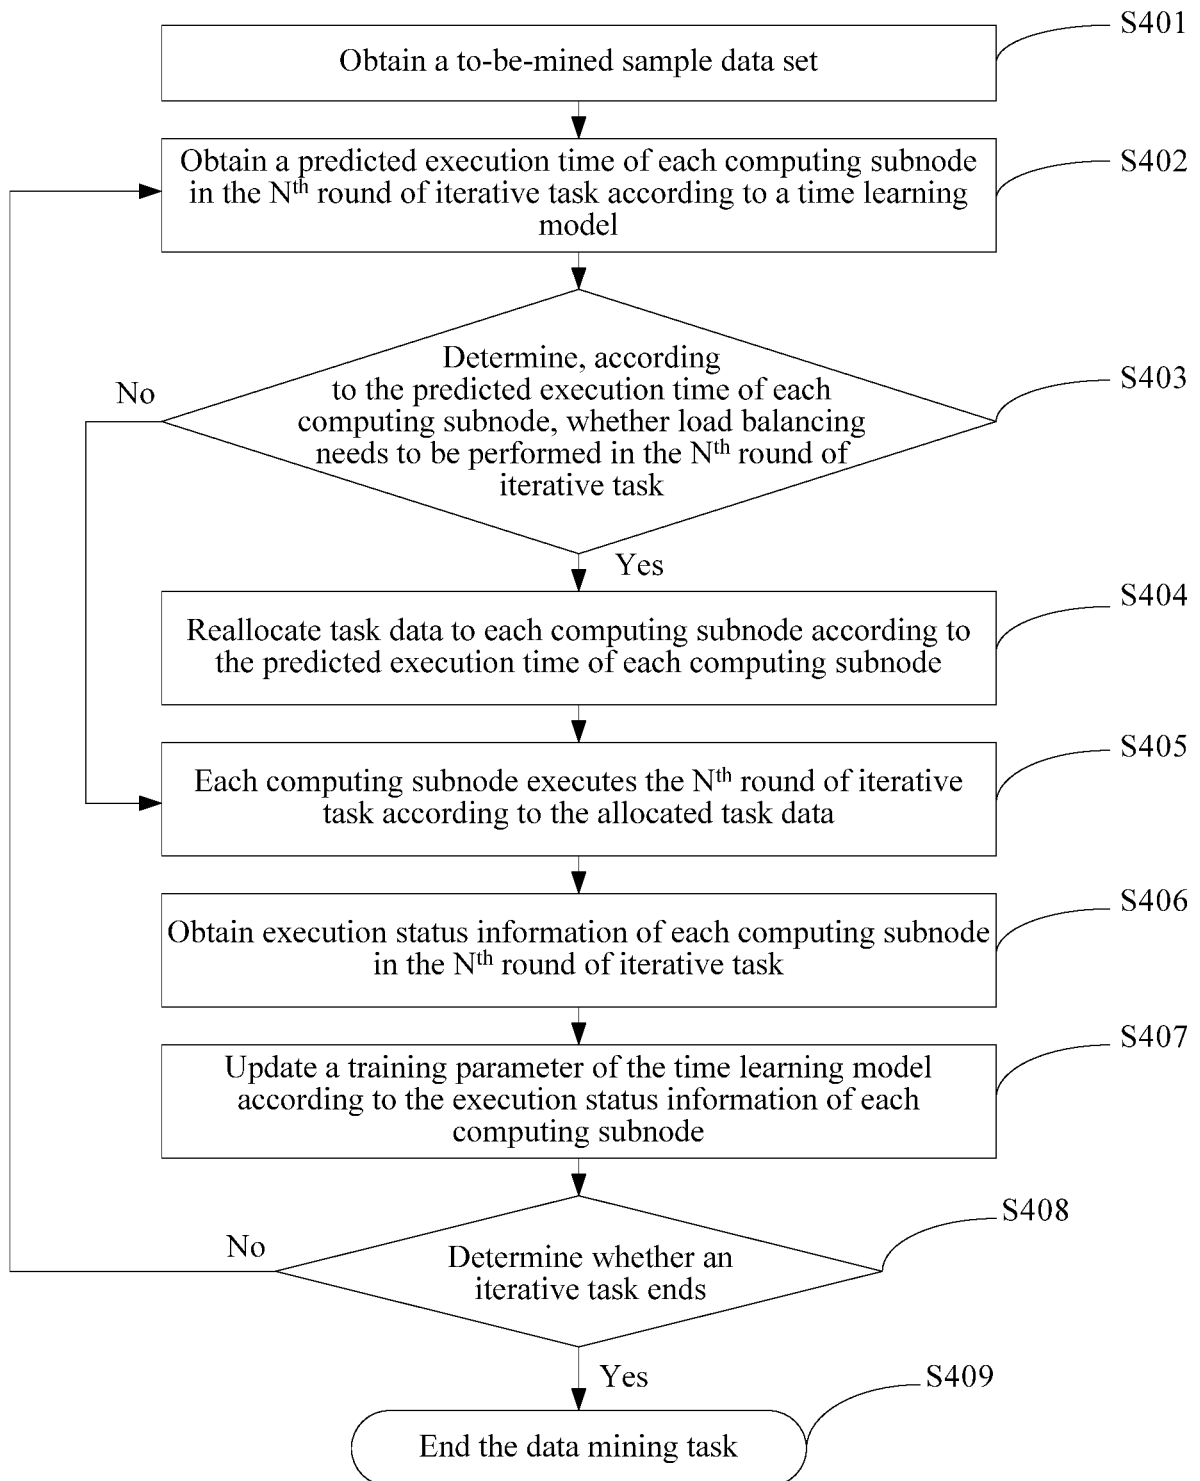 S401
Obtain a to-be-mined sample data set
S402
Obtain a predicted execution time of each computing subnode
in the Nth round of iterative task according to a time learning
model
S403
Determine, according
to the predicted execution time of each
computing subnode, whether load balancing
needs to be performed in the Nth round of
iterative task
No
Yes
S404
Reallocate task data to each computing subnode according to
the predicted execution time of each computing subnode
S405
Each computing subnode executes the Nth round of iterative
task according to the allocated task data
S406
Obtain execution status information of each computing subnode
in the Nth round of iterative task
S407
Update a training parameter of the time learning model
according to the execution status information of each
computing subnode
S408
No
Determine whether an
iterative task ends
Yes
S409
End the data mining task